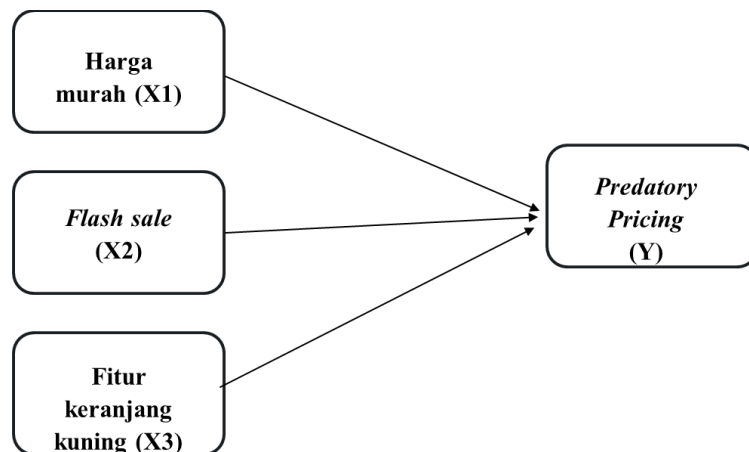 Harga
murah (X1)
Flash sale
(X2)
Fitur
keranjang
kuning (X3)
Predatory
Pricing
(Y)